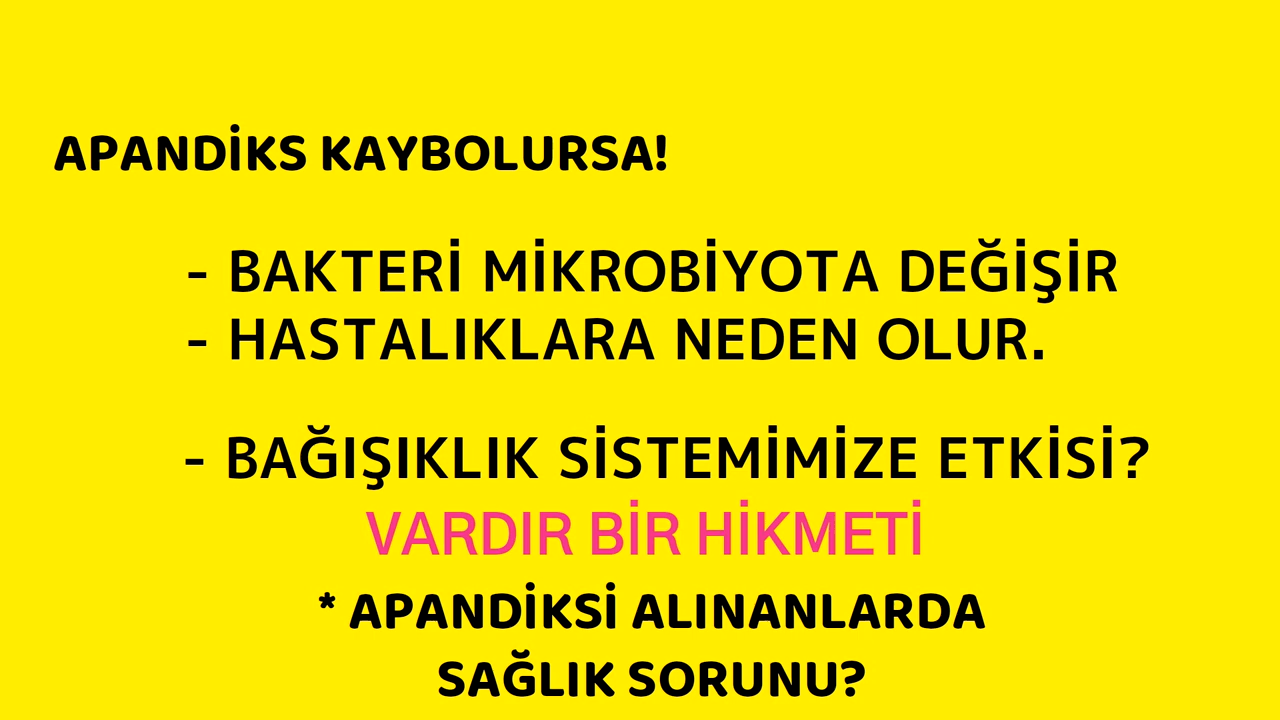 APANDİKS KAYBOLURSA!
- BAKTERİ MİKROBİYOTA DEĞİŞİR
- HASTALIKLARA NEDEN OLUR.
- BAĞIŞIKLIK SİSTEMİMİZE ETKİSİ?
VARDIR BİR HİKMETİ
* APANDİKSİ ALINANLARDA
SAĞLIK SORUNU?